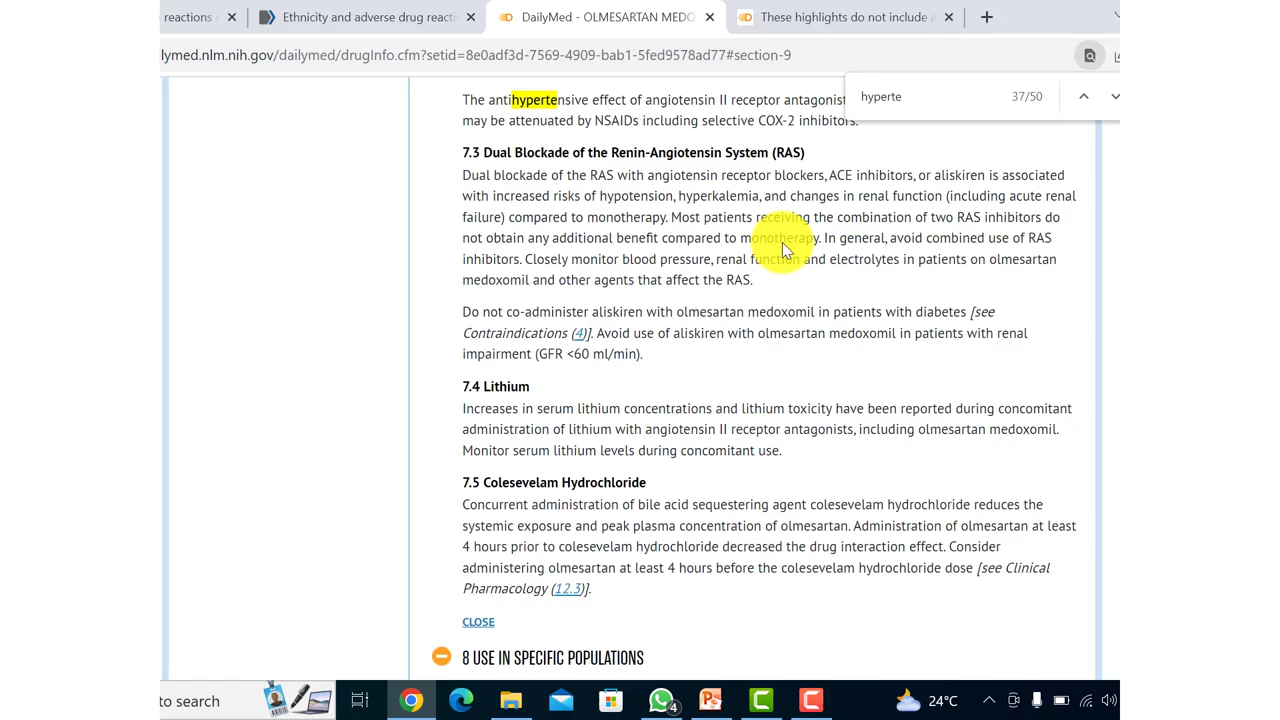 reactions s
Ethnicity and adverse drug reacti
DailyMed - OLMESARTAN MEDO
These highlights do not include
lymed.nlm.nih.gov/dailymed/drugInfo.cfm?setid=8e0adf3d-7569-4909-bab1-5fed9578ad77#section-9
hyperte 37/50
The antihypertensive effect of angiotensin II receptor antagonist
may be attenuated by NSAIDs including selective COX-2 inhibitors.
7.3 Dual Blockade of the Renin-Angiotensin System (RAS)
Dual blockade of the RAS with angiotensin receptor blockers, ACE inhibitors, or aliskiren is associated
with increased risks of hypotension, hyperkalemia, and changes in renal function (including acute renal
failure) compared to monotherapy. Most patients receiving the combination of two RAS inhibitors do
not obtain any additional benefit compared to monotherapy. In general, avoid combined use of RAS
inhibitors. Closely monitor blood pressure, renal function and electrolytes in patients on olmesartan
medoxomil and other agents that affect the RAS.
Do not co-administer aliskiren with olmesartan medoxomil in patients with diabetes [see
Contraindications (4)]. Avoid use of aliskiren with olmesartan medoxomil in patients with renal
impairment (GFR <60 ml/min).
7.4 Lithium
Increases in serum lithium concentrations and lithium toxicity have been reported during concomitant
administration of lithium with angiotensin II receptor antagonists, including olmesartan medoxomil.
Monitor serum lithium levels during concomitant use.
7.5 Colesevelam Hydrochloride
Concurrent administration of bile acid sequestering agent colesevelam hydrochloride reduces the
systemic exposure and peak plasma concentration of olmesartan. Administration of olmesartan at least
4 hours prior to colesevelam hydrochloride decreased the drug interaction effect. Consider
administering olmesartan at least 4 hours before the colesevelam hydrochloride dose [see Clinical
Pharmacology (12.3)].
CLOSE
8 USE IN SPECIFIC POPULATIONS
to search
4
24°C